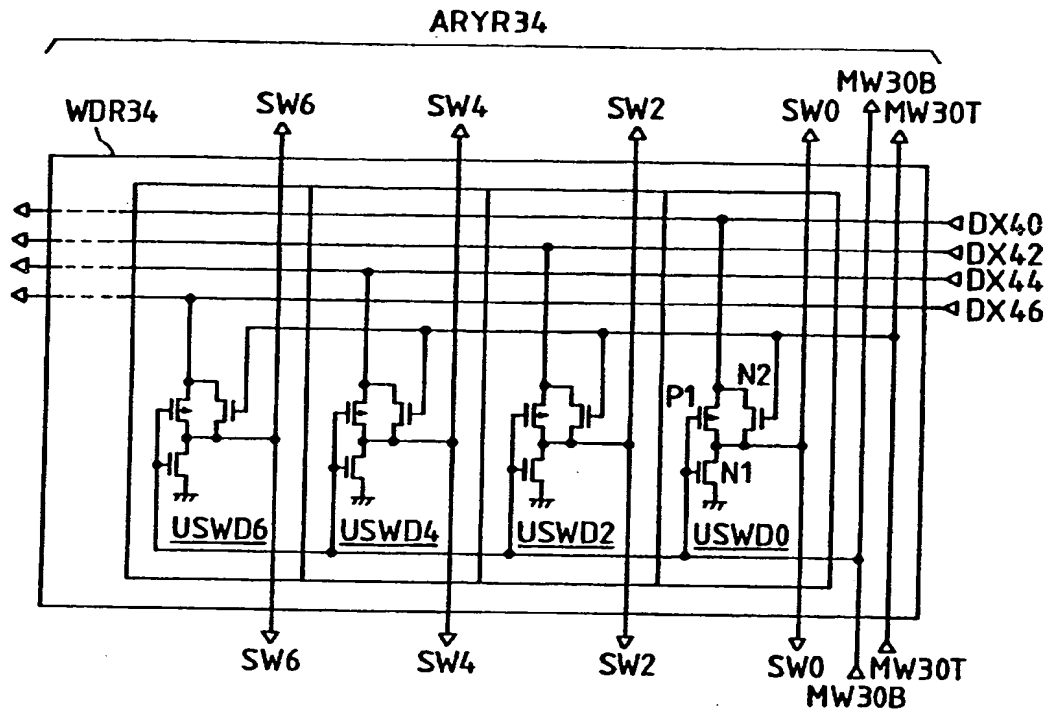 ARYR34
WDR34
SW6
SW4
SW2
SW0
MW30B
MW30T
DX40
DX42
DX44
DX46
P1
N2
N1
USWD6
USWD4
USWD2
USWD0
SW6
SW4
SW2
SW0
MW30T
MW30B